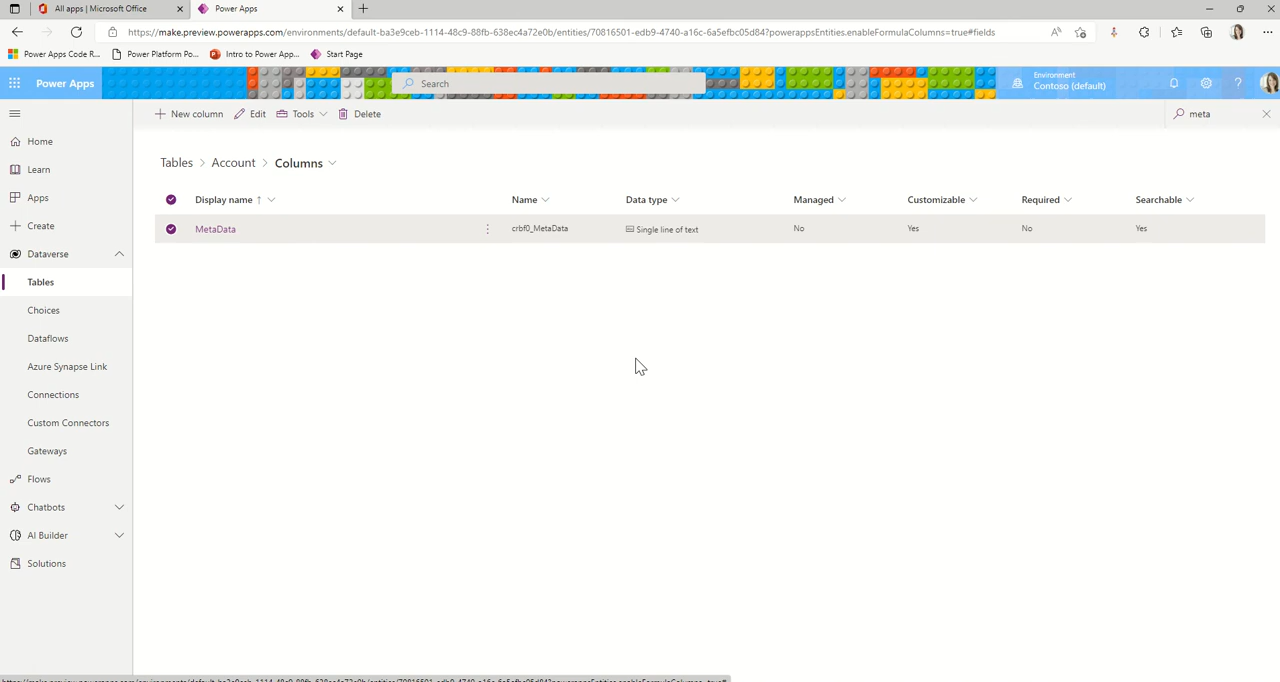 All apps | Microsoft Office
Power Apps
https://make.preview.powerapps.com/environments/default-ba3e9ceb-1114-48c9-88fb-638ec4a72e0b/entities/70816501-edb9-4740-a16c-6a5efbc05d84?powerappsEntities.enableFormulaColumns=true#fields
Power Apps Code R...
Power Platform Po...
Intro to Power App...
Start Page
Power Apps
Search
Environment
Contoso (default)
New column
Edit
Tools
Delete
meta
Home
Learn
Apps
Create
Dataverse
Tables
Choices
Dataflows
Azure Synapse Link
Connections
Custom Connectors
Gateways
Flows
Chatbots
AI Builder
Solutions
Tables > Account > Columns
Display name ↑ Name Data type Managed Customizable Required Searchable
MetaData crbf0_MetaData Single line of text No Yes No Yes